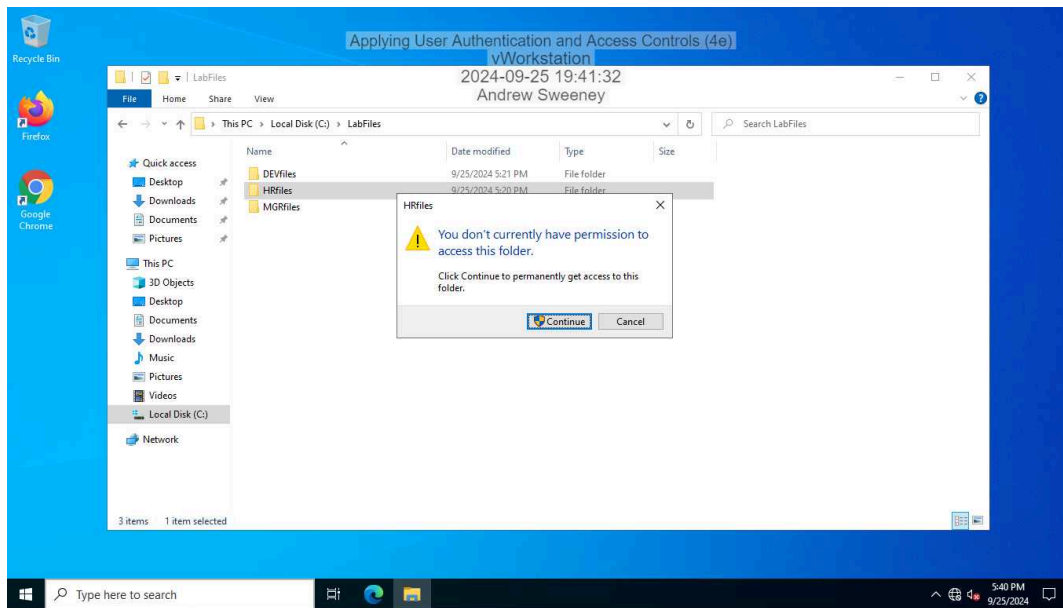 Recycle Bin
Firefox
Google
Chrome
Applying User Authentication and Access Controls (4e)
vWorkstation
2024-09-25 19:41:32
Andrew Sweeney
LabFiles
File Home Share View
This PC > Local Disk (C:) > LabFiles
Search LabFiles
Quick access
Desktop
Downloads
Documents
Pictures
This PC
3D Objects
Desktop
Documents
Downloads
Music
Pictures
Videos
Local Disk (C:)
Network
Name Date modified Type Size
DEVfiles 9/25/2024 5:21 PM File folder
HRfiles 9/25/2024 5:20 PM File folder
MGRfiles
HRfiles
You don't currently have permission to
access this folder.
Click Continue to permanently get access to this
folder.
Continue Cancel
3 items 1 item selected
Type here to search
5:40 PM
9/25/2024